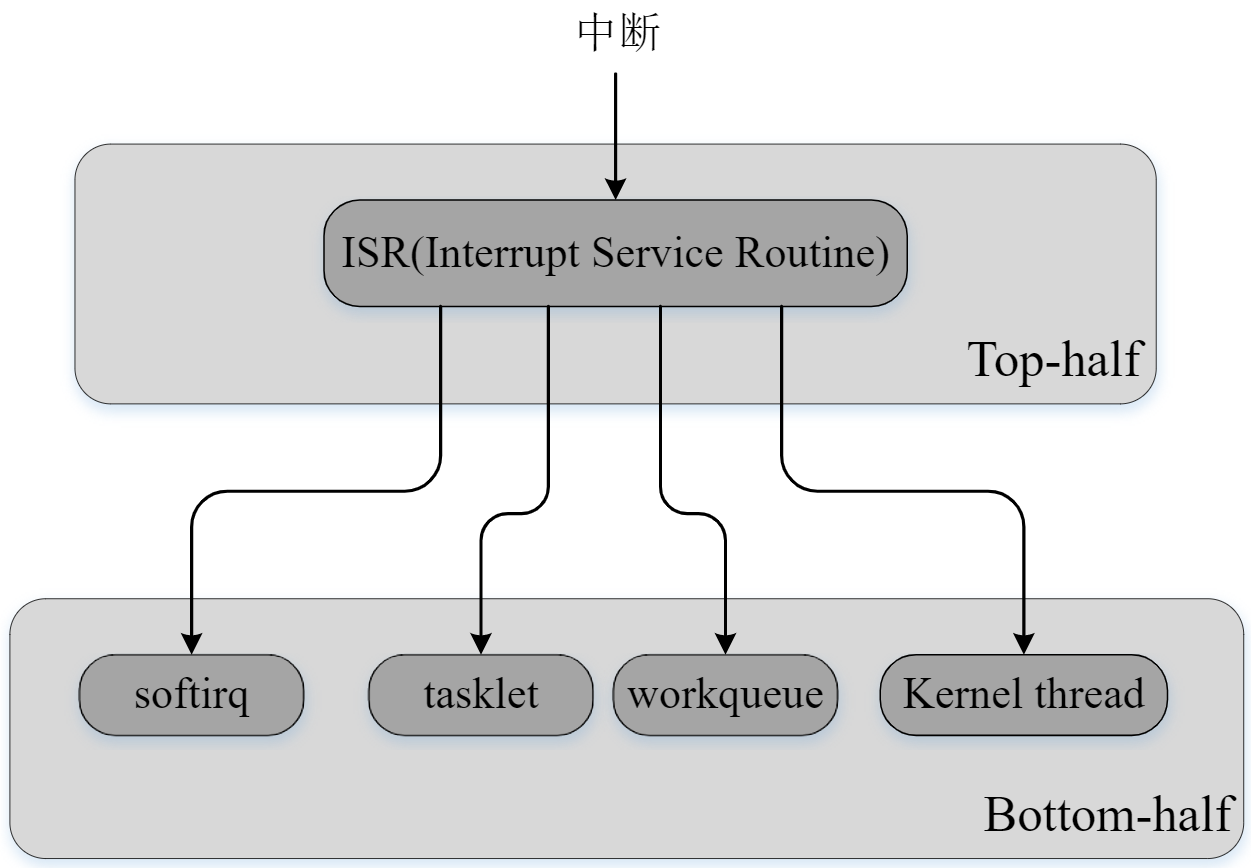 中断
ISR(Interrupt Service Routine)
Top-half
softirq
tasklet
workqueue
Kernel thread
Bottom-half